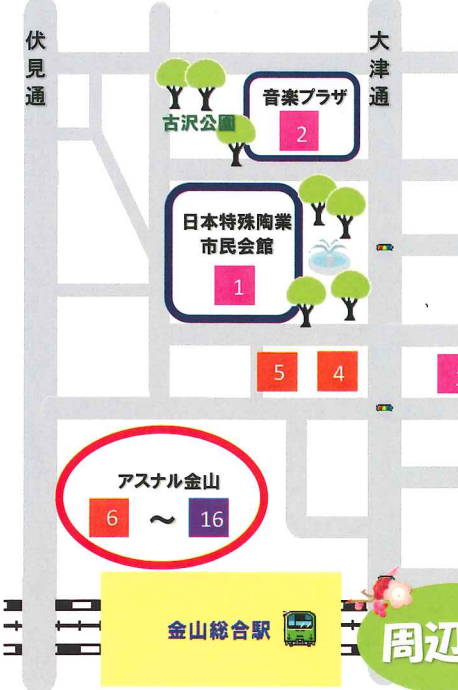 伏見通
大津通
音楽プラザ
2
古沢公園
日本特殊陶業
市民会館
1
5
4
アスナル金山
6 ～ 16
金山総合駅
周辺